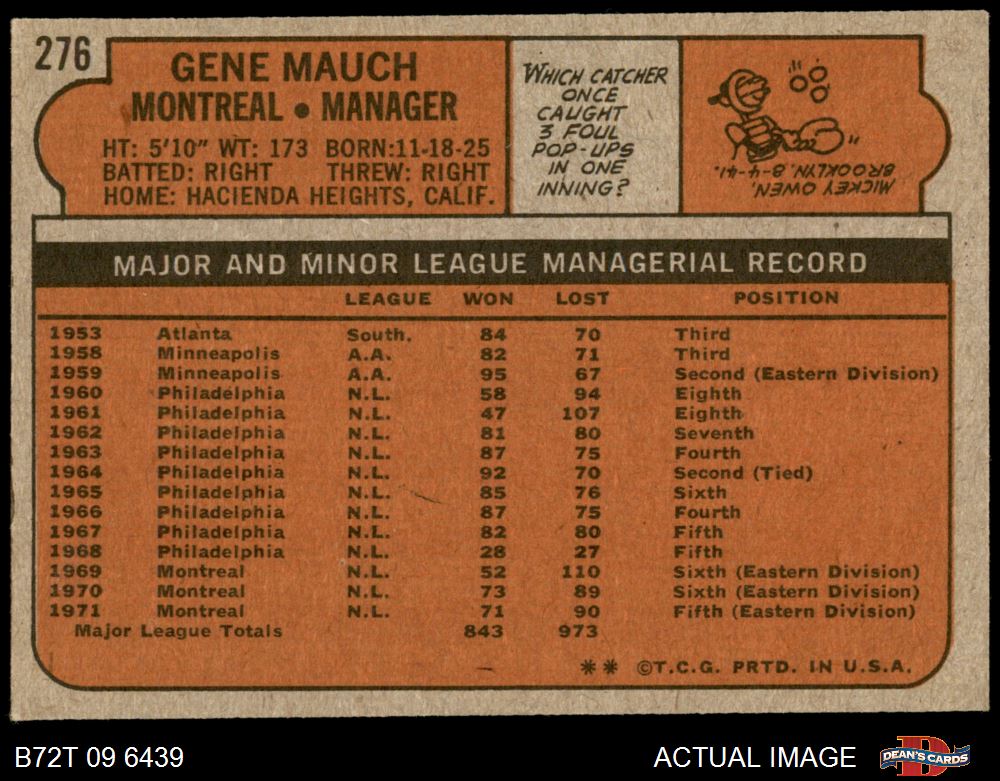 276
GENE MAUCH
MONTREAL • MANAGER
HT: 5'10" WT: 173 BORN: 11-18-25
BATTED: RIGHT THREW: RIGHT
HOME: HACIENDA HEIGHTS, CALIF.
WHICH CATCHER
ONCE
CAUGHT
3 FOUL
POP-UPS
IN ONE
INNING?
MICKEY OWEN,
BROOKLYN, 8-4-41.
MAJOR AND MINOR LEAGUE MANAGERIAL RECORD
LEAGUE WON LOST POSITION
1953 Atlanta South. 84 70 Third
1958 Minneapolis A.A. 82 71 Third
1959 Minneapolis A.A. 95 67 Second (Eastern Division)
1960 Philadelphia N.L. 58 94 Eighth
1961 Philadelphia N.L. 47 107 Eighth
1962 Philadelphia N.L. 81 80 Seventh
1963 Philadelphia N.L. 87 75 Fourth
1964 Philadelphia N.L. 92 70 Second (Tied)
1965 Philadelphia N.L. 85 76 Sixth
1966 Philadelphia N.L. 87 75 Fourth
1967 Philadelphia N.L. 82 80 Fifth
1968 Philadelphia N.L. 28 27 Fifth
1969 Montreal N.L. 52 110 Sixth (Eastern Division)
1970 Montreal N.L. 73 89 Sixth (Eastern Division)
1971 Montreal N.L. 71 90 Fifth (Eastern Division)
Major League Totals 843 973
** ©T.C.G. PRTD. IN U.S.A.
B72T 09 6439
ACTUAL IMAGE
DEAN'S CARDS